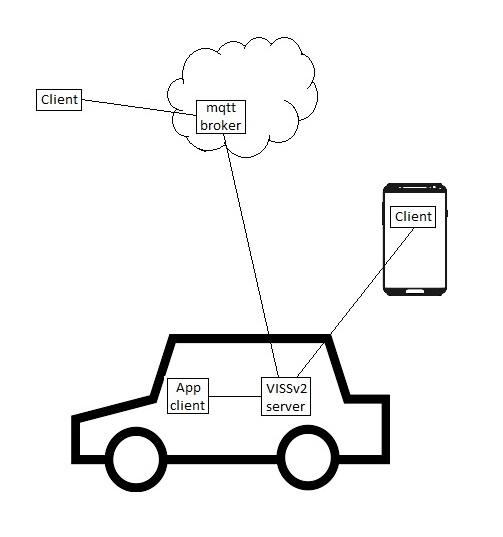 Client
mqtt
broker
Client
App
client
VISSv2
server